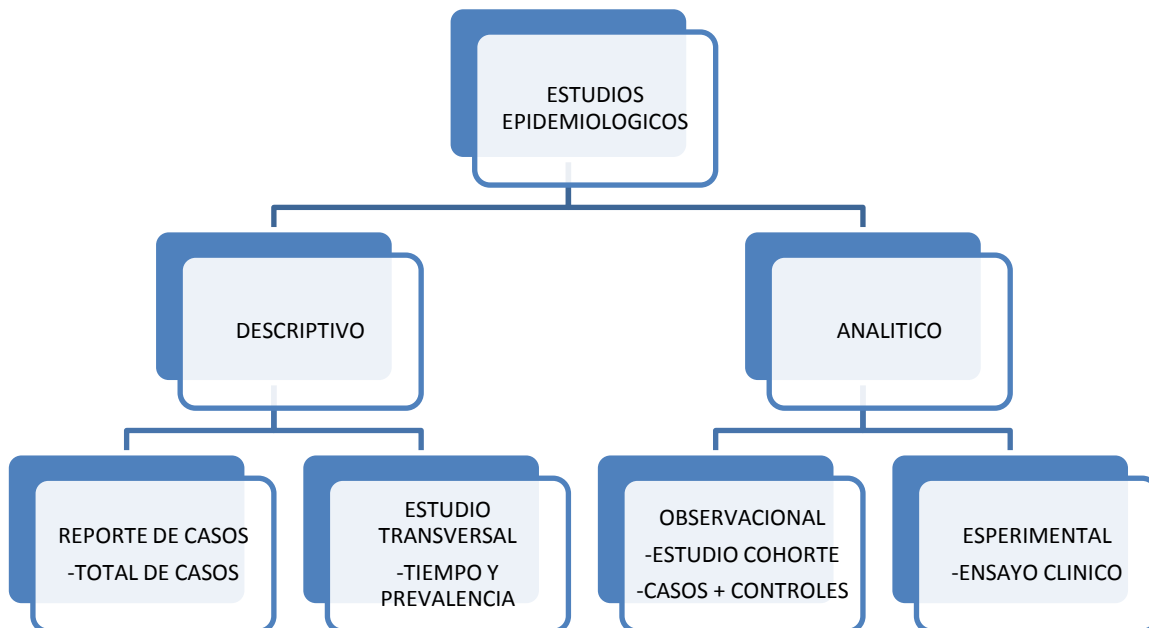 ESTUDIOS
EPIDEMIOLOGICOS
DESCRIPTIVO
ANALITICO
REPORTE DE CASOS
-TOTAL DE CASOS
ESTUDIO
TRANSVERSAL
-TIEMPO Y
PREVALENCIA
OBSERVACIONAL
-ESTUDIO COHORTE
-CASOS + CONTROLES
ESPERIMENTAL
-ENSAYO CLINICO